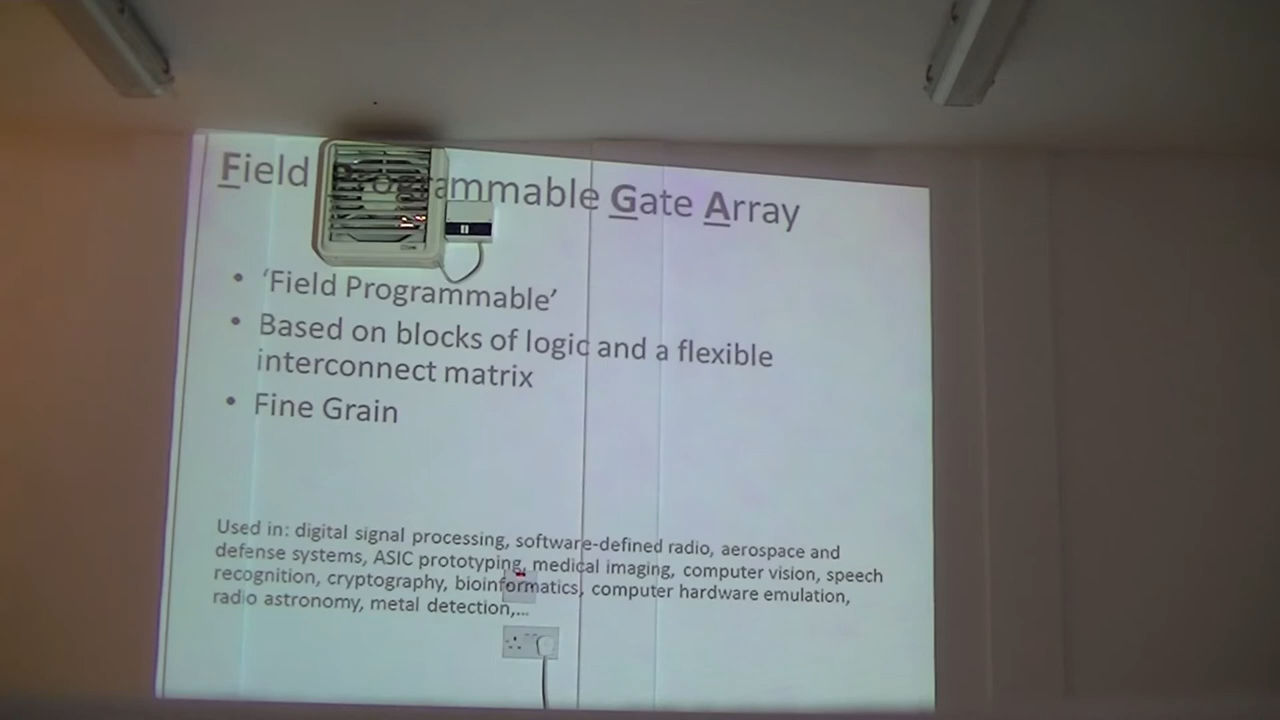 Field Programmable Gate Array
• 'Field Programmable'
• Based on blocks of logic and a flexible
interconnect matrix
• Fine Grain
Used in: digital signal processing, software-defined radio, aerospace and
defense systems, ASIC prototyping, medical imaging, computer vision, speech
recognition, cryptography, bioinformatics, computer hardware emulation,
radio astronomy, metal detection,...